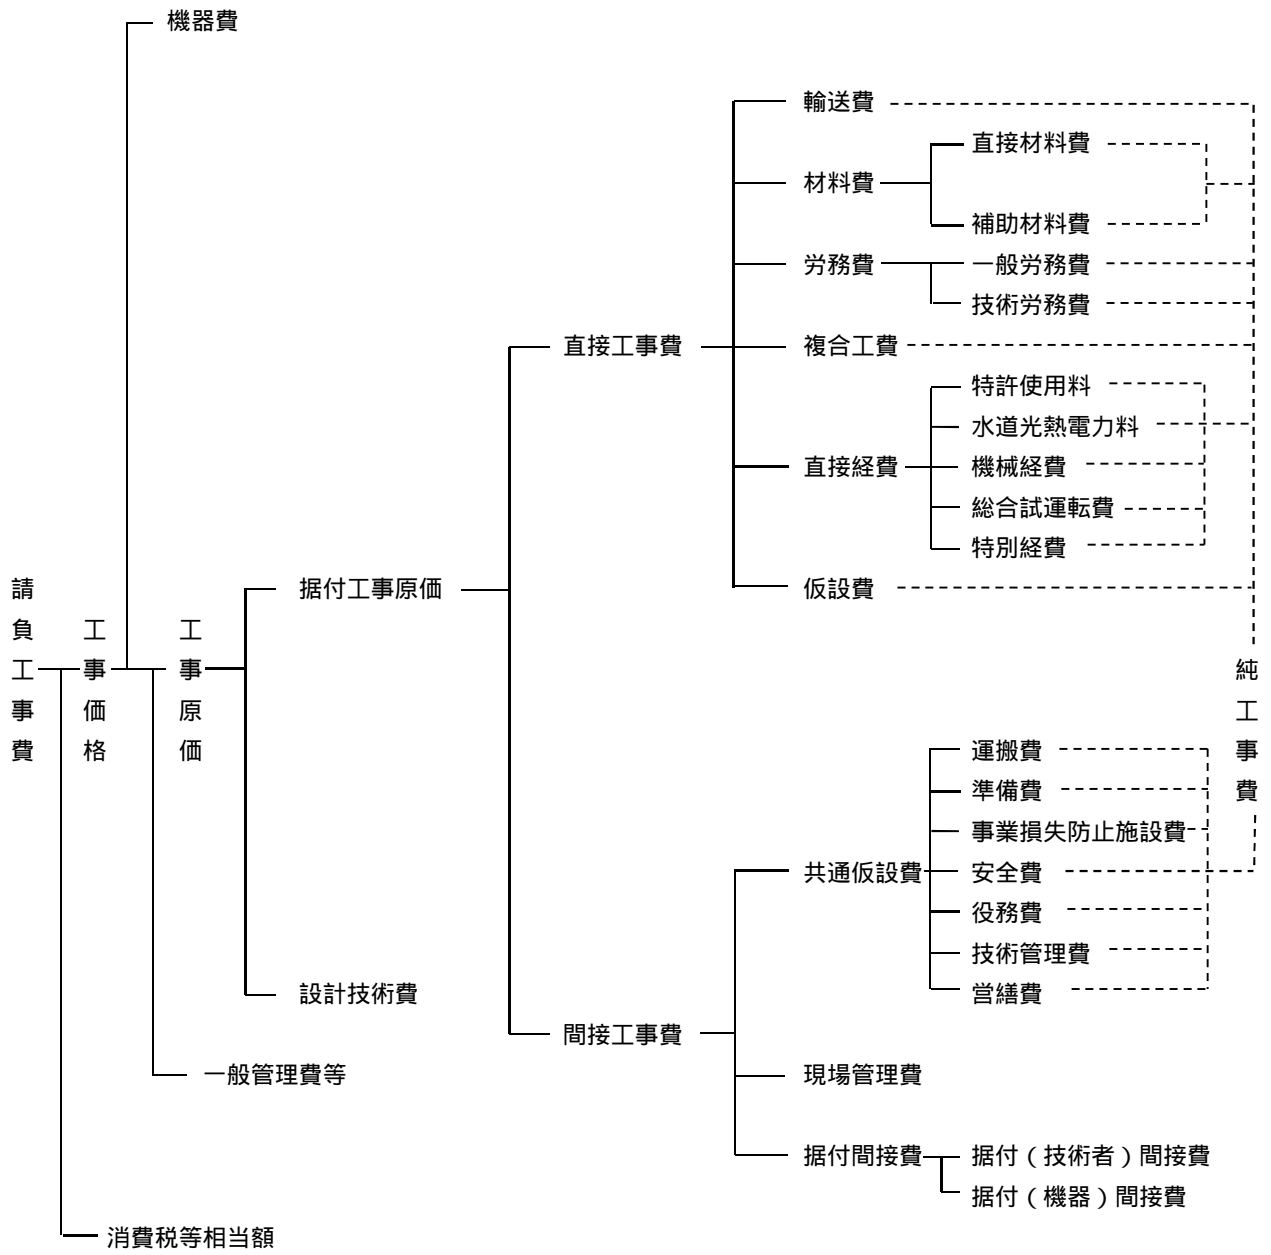 機器費
輸送費
直接材料費
材料費
補助材料費
労務費
一般労務費
技術労務費
直接工事費
複合工費
特許使用料
水道光熱電力料
直接経費
機械経費
総合試運転費
特別経費
請負工事費
工事価格
工事原価
据付工事原価
仮設費
純工事費
運搬費
準備費
事業損失防止施設費
共通仮設費
安全費
役務費
技術管理費
設計技術費
営繕費
間接工事費
一般管理費等
現場管理費
据付間接費
据付（技術者）間接費
据付（機器）間接費
消費税等相当額